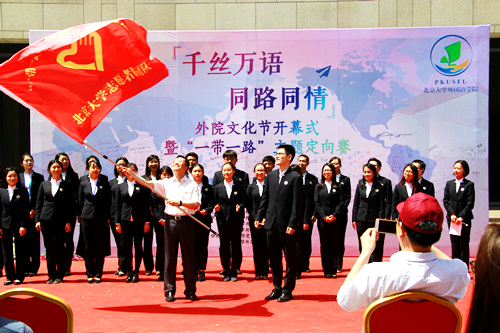 「千丝万语
同路同情」
外院文化节开幕式
暨“一带一路”主题定向赛
PKUSFL
北京大学外国语学院
北京大学志愿者